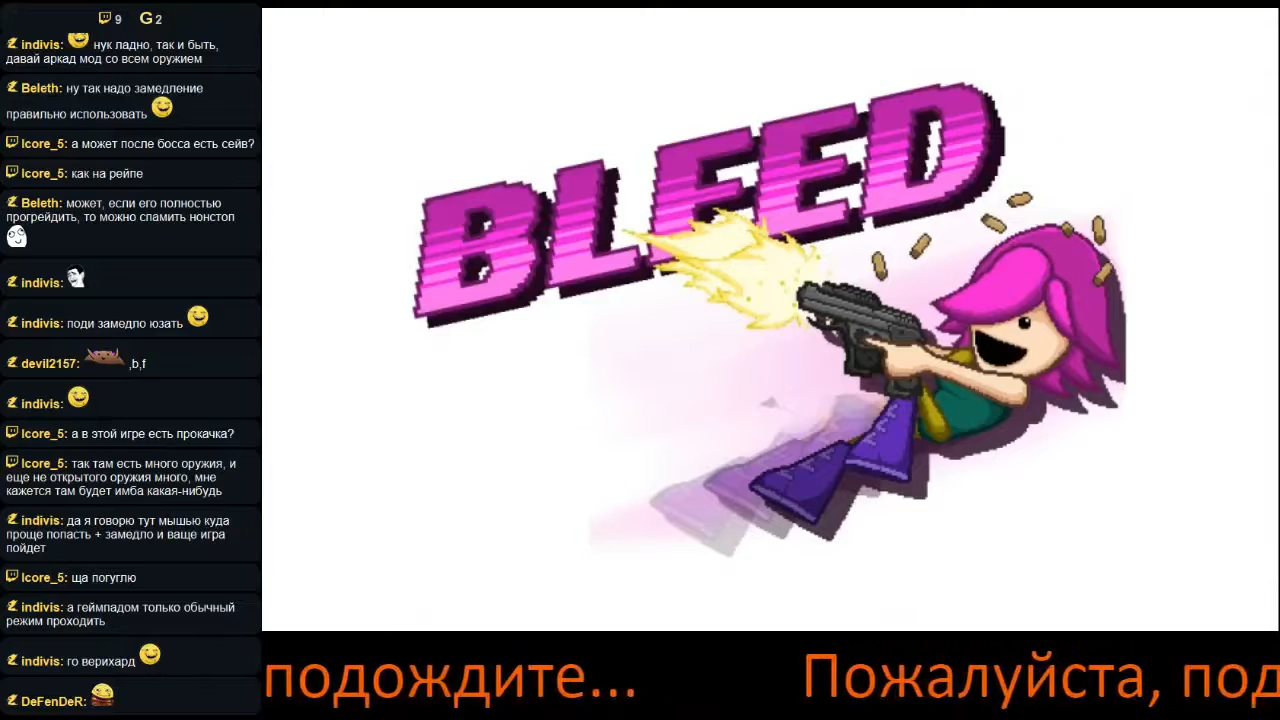 9 G 2
indivis: нук ладно, так и быть,
давай аркад мод со всем оружием
Beleth: ну так надо замедление
правильно использовать
Icore_5: а может после босса есть сейв?
Icore_5: как на рейпе
Beleth: может, если его полностью
прогрейдить, то можно спамить нонстоп
indivis:
indivis: поди замедло юзать
devil2157: ,b,f
indivis:
Icore_5: а в этой игре есть прокачка?
Icore_5: так там есть много оружия, и
еще не открытого оружия много, мне
кажется там будет имба какая-нибудь
indivis: да я говорю тут мышью куда
проще попасть + замедло и ваще игра
пойдет
Icore_5: ща погуглю
indivis: а геймпадом только обычный
режим проходить
indivis: го верихард
DeFenDeR:
BLEED
подождите... Пожалуйста, под